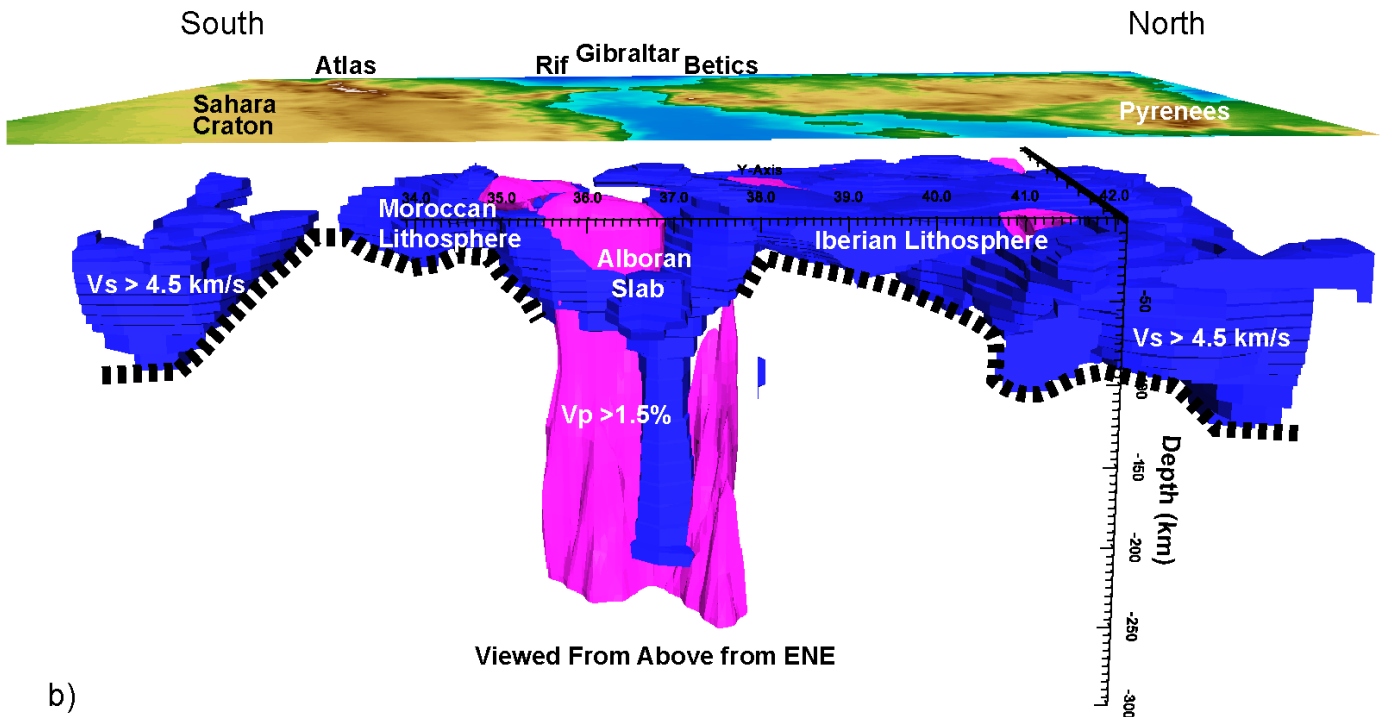 South
North
Gibraltar
Atlas
Rif
Betics
Sahara
Craton
Pyrenees
Y-Axis
34.0
35.0
36.0
37.0
38.0
39.0
40.0
41.0
42.0
Moroccan
Lithosphere
Alboran
Slab
Iberian Lithosphere
Vs > 4.5 km/s
Vs > 4.5 km/s
Vp >1.5%
-50
-150
-200
-250
-300
Depth (km)
Viewed From Above from ENE
b)